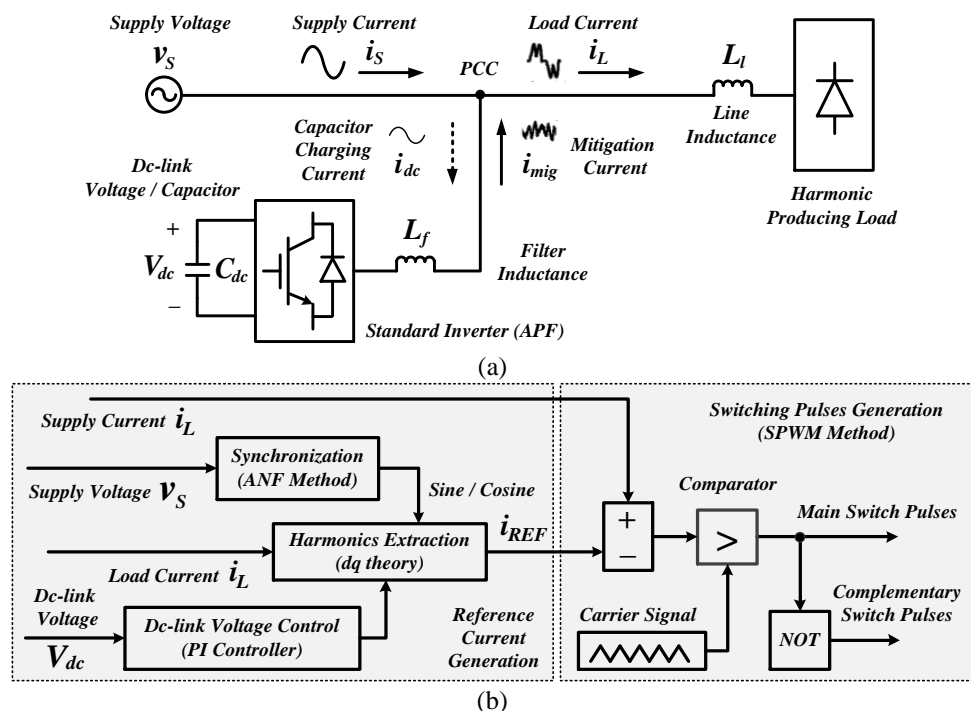 Supply Voltage
v_S
Supply Current
i_S
PCC
Load Current
i_L
L_l
Line
Inductance
Harmonic
Producing Load
Capacitor
Charging
Current
i_dc
i_mig
Mitigation
Current
Dc-link
Voltage / Capacitor
+
V_dc
−
C_dc
L_f
Filter
Inductance
Standard Inverter (APF)
(a)
Supply Current i_L
Supply Voltage v_S
Synchronization
(ANF Method)
Sine / Cosine
Load Current i_L
Harmonics Extraction
(dq theory)
i_REF
Dc-link
Voltage
V_dc
Dc-link Voltage Control
(PI Controller)
Reference
Current
Generation
Switching Pulses Generation
(SPWM Method)
+
−
Comparator
>
Main Switch Pulses
Carrier Signal
NOT
Complementary
Switch Pulses
(b)